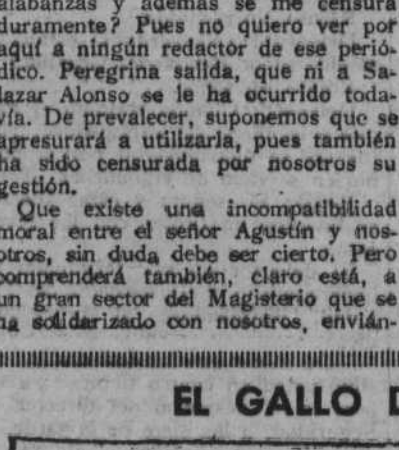 alabanzas y además se me censura
duramente? Pues no quiero ver por
aquí a ningún redactor de ese perió-
dico. Peregrina salida, que ni a Sa-
lazar Alonso se le ha ocurrido toda-
vía. De prevalecer, suponemos que se
apresurará a utilizarla, pues también
ha sido censurada por nosotros su
gestión.
Que existe una incompatibilidad
moral entre el señor Agustín y nos-
otros, sin duda debe ser cierto. Pero
comprenderá también, claro está, a
un gran sector del Magisterio que se
ha solidarizado con nosotros, envián-
EL GALLO D